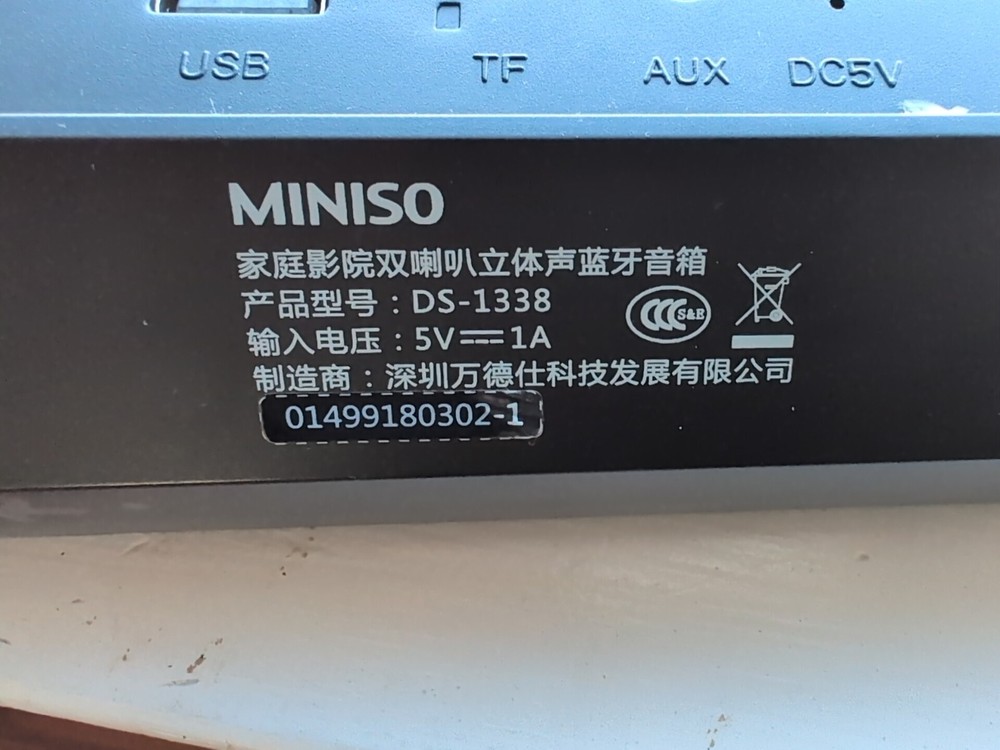 USB TF AUX DC5V
MINISO
家庭影院双喇叭立体声蓝牙音箱
产品型号：DS-1338
输入电压：5V⎓1A
CCC S&E
制造商：深圳万德仕科技发展有限公司
01499180302-1